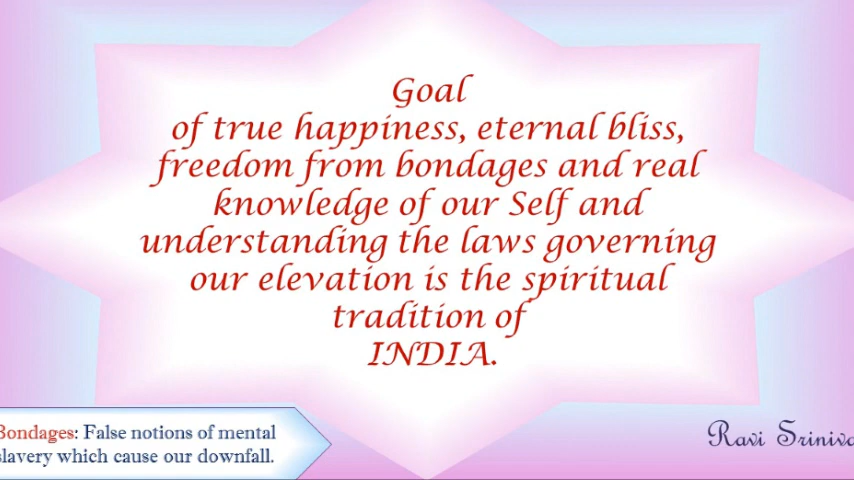 Goal
of true happiness, eternal bliss,
freedom from bondages and real
knowledge of our Self and
understanding the laws governing
our elevation is the spiritual
tradition of
INDIA.
Bondages: False notions of mental
slavery which cause our downfall.
Ravi Sriniva